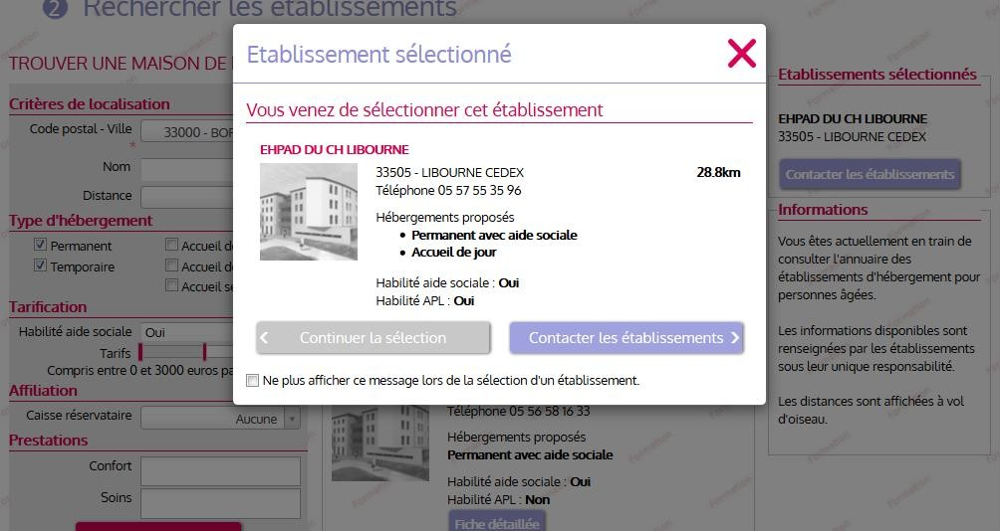 2 Rechercher les établissements
TROUVER UNE MAISON DE
Critères de localisation
Code postal - Ville
33000 - BOR
*
Nom
Distance
Type d'hébergement
Permanent
Accueil d
Temporaire
Accueil d
Accueil s
Tarification
Habilité aide sociale
Oui
Tarifs
Compris entre 0 et 3000 euros pa
Affiliation
Caisse réservataire
Aucune
Prestations
Confort
Soins
Etablissement sélectionné
Vous venez de sélectionner cet établissement
EHPAD DU CH LIBOURNE
33505 - LIBOURNE CEDEX
28.8km
Téléphone 05 57 55 35 96
Hébergements proposés
• Permanent avec aide sociale
• Accueil de jour
Habilité aide sociale : Oui
Habilité APL : Oui
Continuer la sélection
Contacter les établissements
Ne plus afficher ce message lors de la sélection d'un établissement.
Téléphone 05 56 58 16 33
Hébergements proposés
Permanent avec aide sociale
Habilité aide sociale : Oui
Habilité APL : Non
Fiche détaillée
Etablissements sélectionnés
EHPAD DU CH LIBOURNE
33505 - LIBOURNE CEDEX
Contacter les établissements
Informations
Vous êtes actuellement en train de
consulter l'annuaire des
établissements d'hébergement pour
personnes âgées.
Les informations disponibles sont
renseignées par les établissements
sous leur unique responsabilité.
Les distances sont affichées à vol
d'oiseau.
Formation